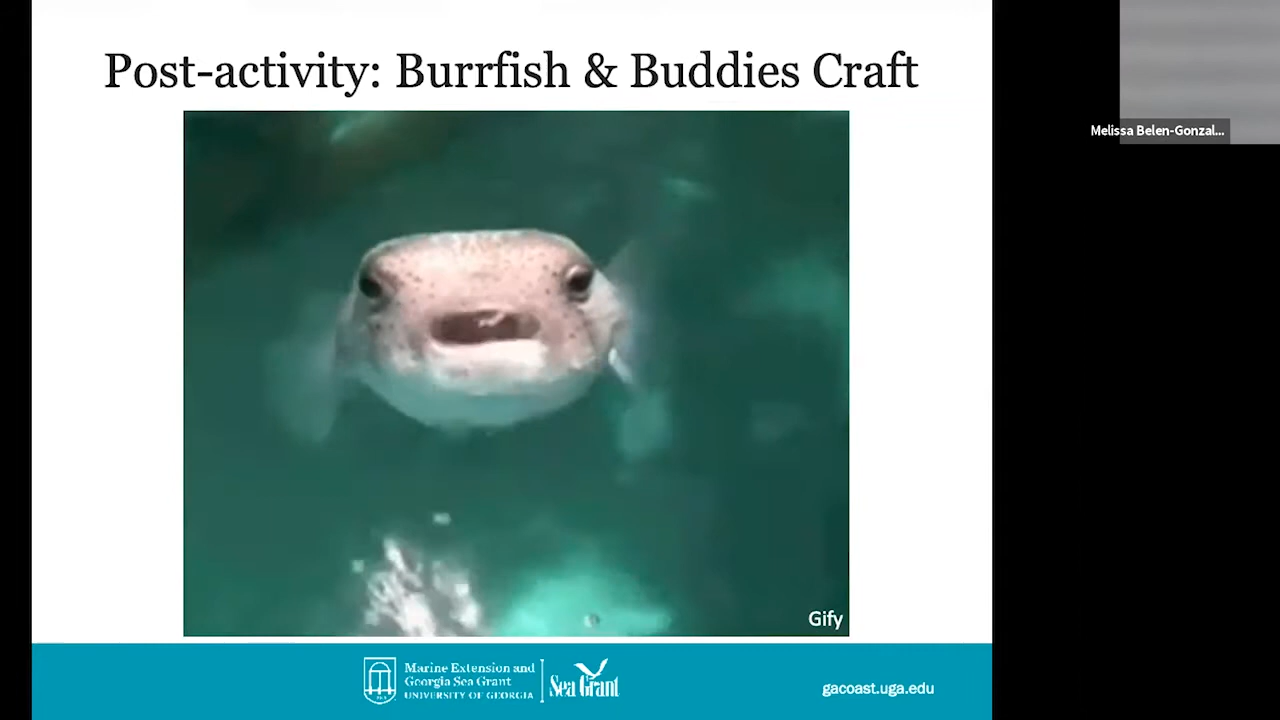 Post-activity: Burrfish & Buddies Craft
Melissa Belen-Gonzal...
Gify
Marine Extension and
Georgia Sea Grant
UNIVERSITY OF GEORGIA
Sea Grant
gacoast.uga.edu